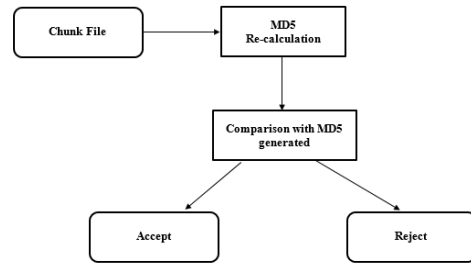 Chunk File
MD5
Re-calculation
Comparison with MD5
generated
Accept
Reject